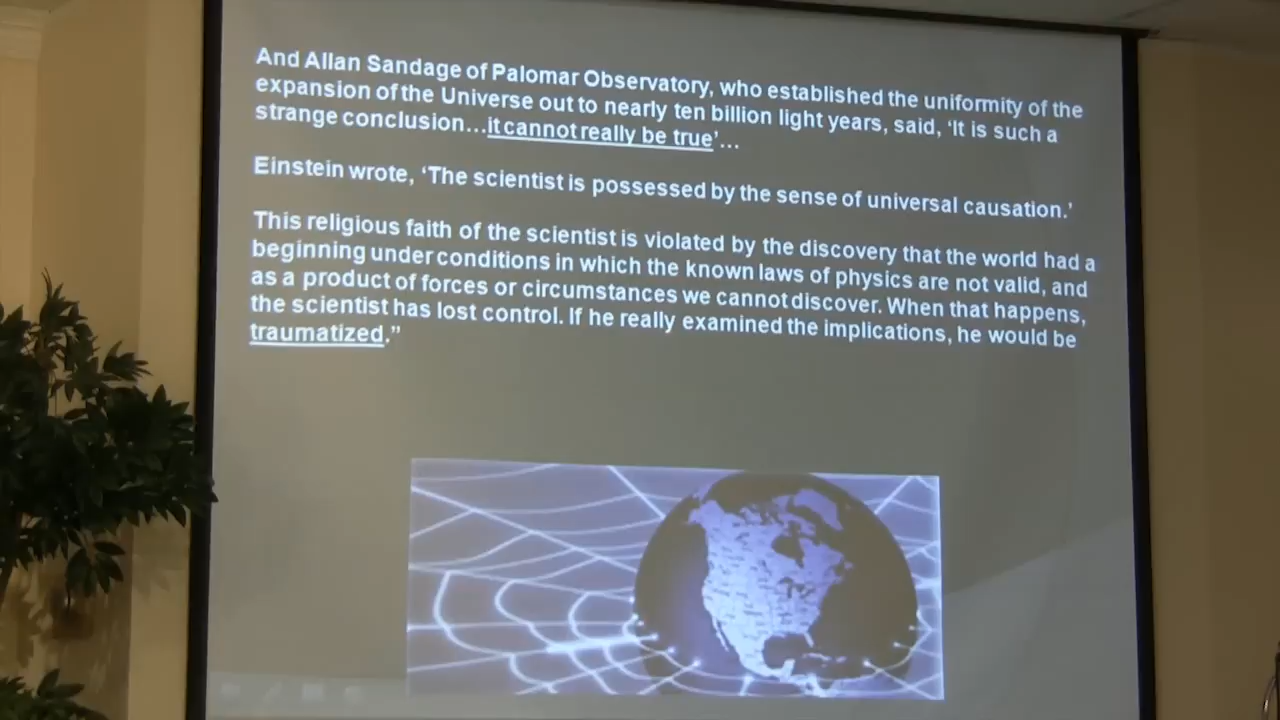 And Allan Sandage of Palomar Observatory, who established the uniformity of the
expansion of the Universe out to nearly ten billion light years, said, ‘It is such a
strange conclusion…it cannot really be true’…
Einstein wrote, ‘The scientist is possessed by the sense of universal causation.’
This religious faith of the scientist is violated by the discovery that the world had a
beginning under conditions in which the known laws of physics are not valid, and
as a product of forces or circumstances we cannot discover. When that happens,
the scientist has lost control. If he really examined the implications, he would be
traumatized.”